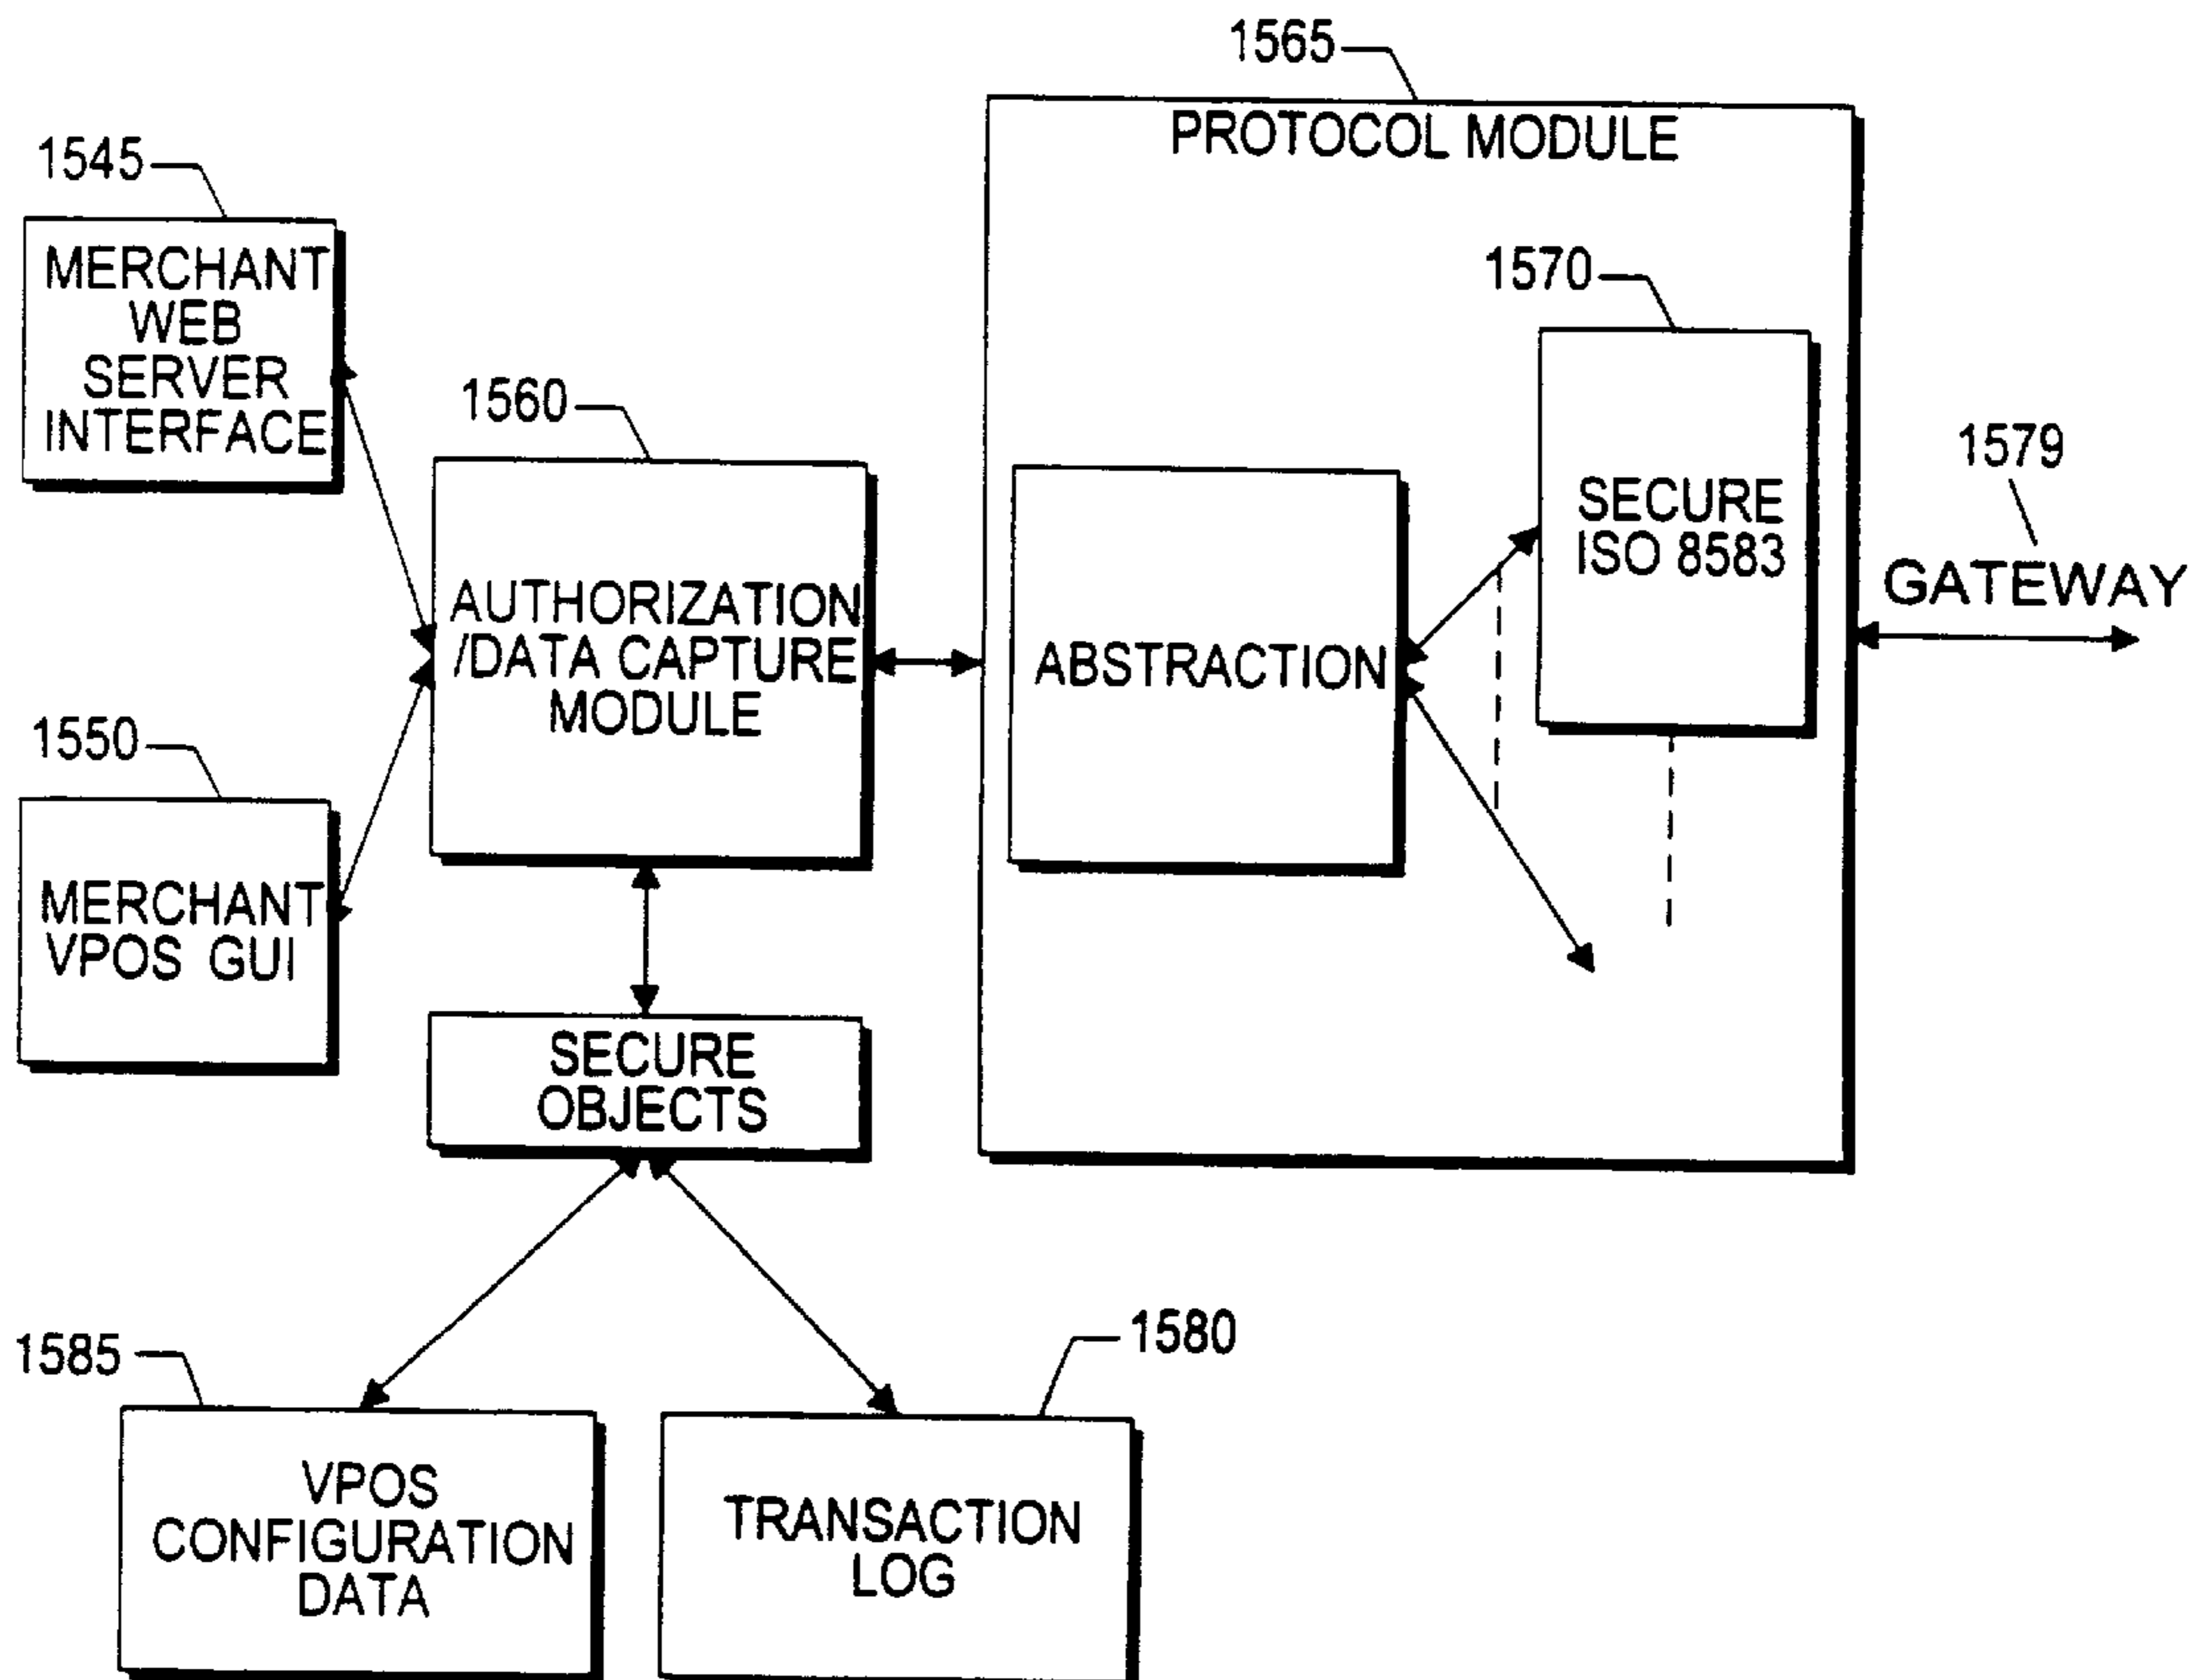 1565
PROTOCOL MODULE
1545
MERCHANT
WEB
SERVER
INTERFACE
1570
SECURE
ISO 8583
1560
AUTHORIZATION
/DATA CAPTURE
MODULE
ABSTRACTION
1579
GATEWAY
1550
MERCHANT
VPOS GUI
SECURE
OBJECTS
1585
VPOS
CONFIGURATION
DATA
1580
TRANSACTION
LOG